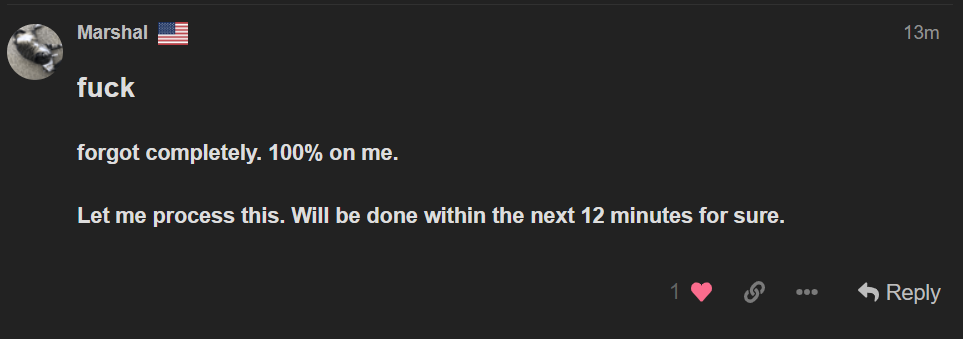 Marshal
13m
fuck
forgot completely. 100% on me.
Let me process this. Will be done within the next 12 minutes for sure.
1
Reply